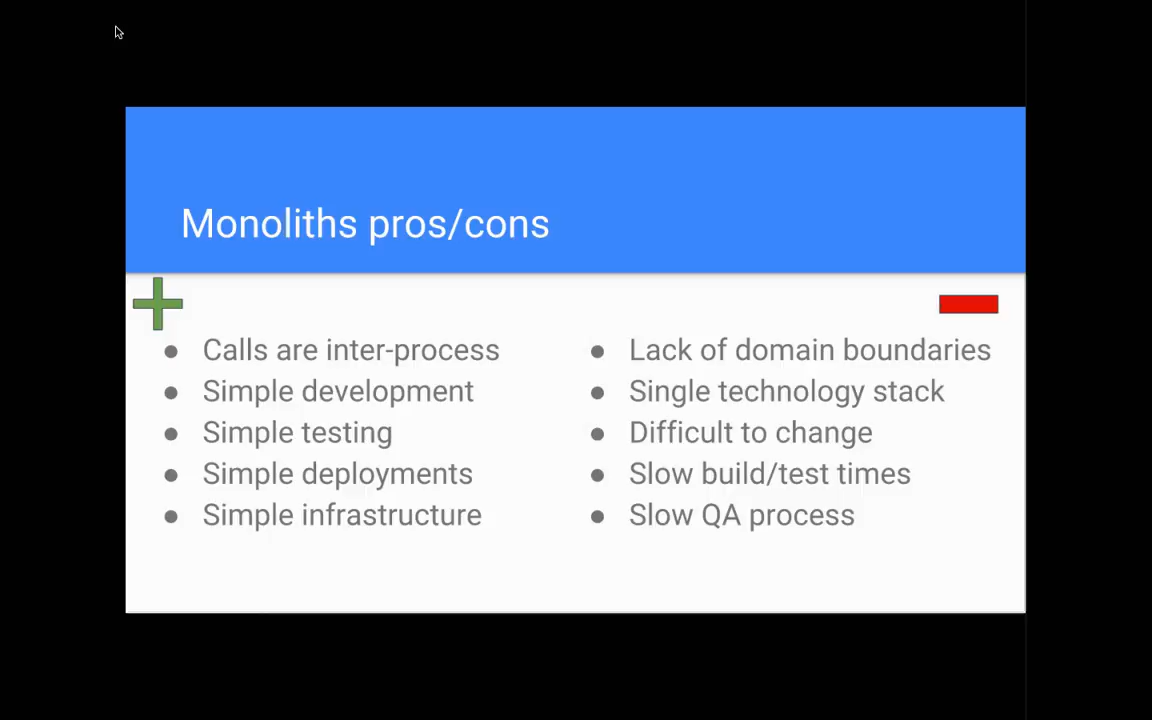 Monoliths pros/cons
Calls are inter-process
Simple development
Simple testing
Simple deployments
Simple infrastructure
Lack of domain boundaries
Single technology stack
Difficult to change
Slow build/test times
Slow QA process